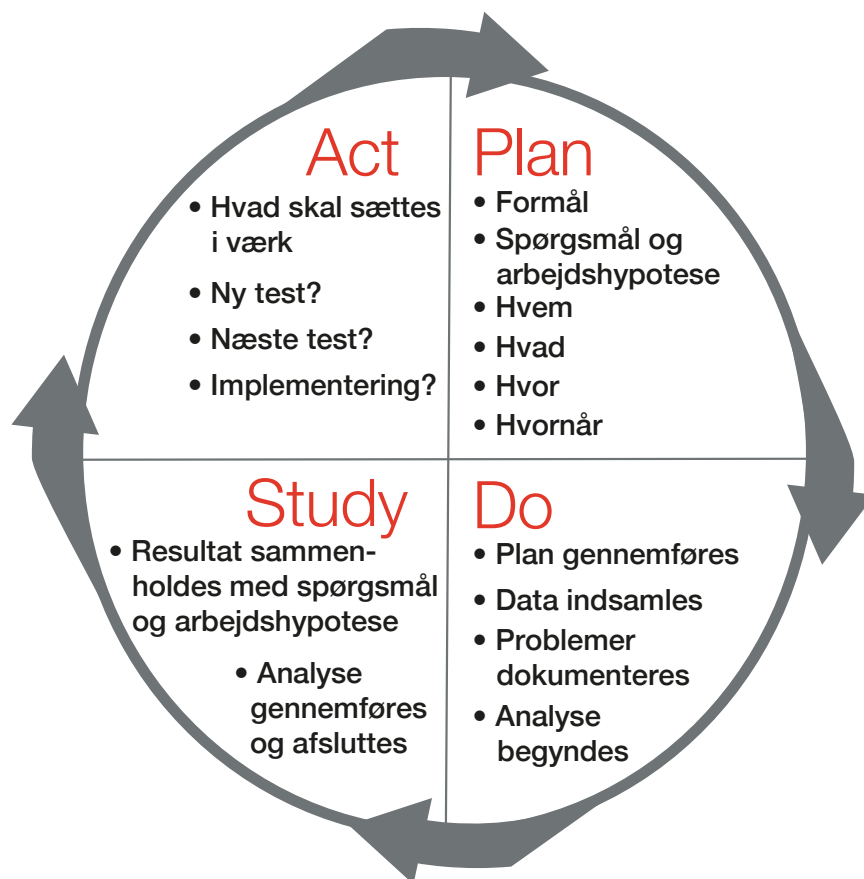 Act
• Hvad skal sættes
i værk
• Ny test?
• Næste test?
• Implementering?
Plan
• Formål
• Spørgsmål og
arbejdshypotese
• Hvem
• Hvad
• Hvor
• Hvornår
Study
• Resultat sammen-
holdes med spørgsmål
og arbejdshypotese
• Analyse
gennemføres
og afsluttes
Do
• Plan gennemføres
• Data indsamles
• Problemer
dokumenteres
• Analyse
begyndes